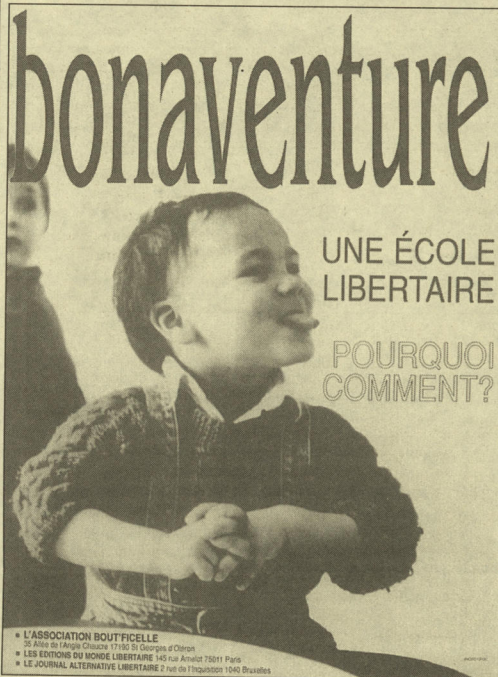 bonaventure
UNE ÉCOLE
LIBERTAIRE
POURQUOI
COMMENT?
■ L'ASSOCIATION BOUT'FICELLE
35 Allée de l'Angle Chaucre 17190 St Georges d'Oléron
■ LES EDITIONS DU MONDE LIBERTAIRE 145 rue Amelot 75011 Paris
■ LE JOURNAL ALTERNATIVE LIBERTAIRE 2 rue de l'Inquisition 1040 Bruxelles